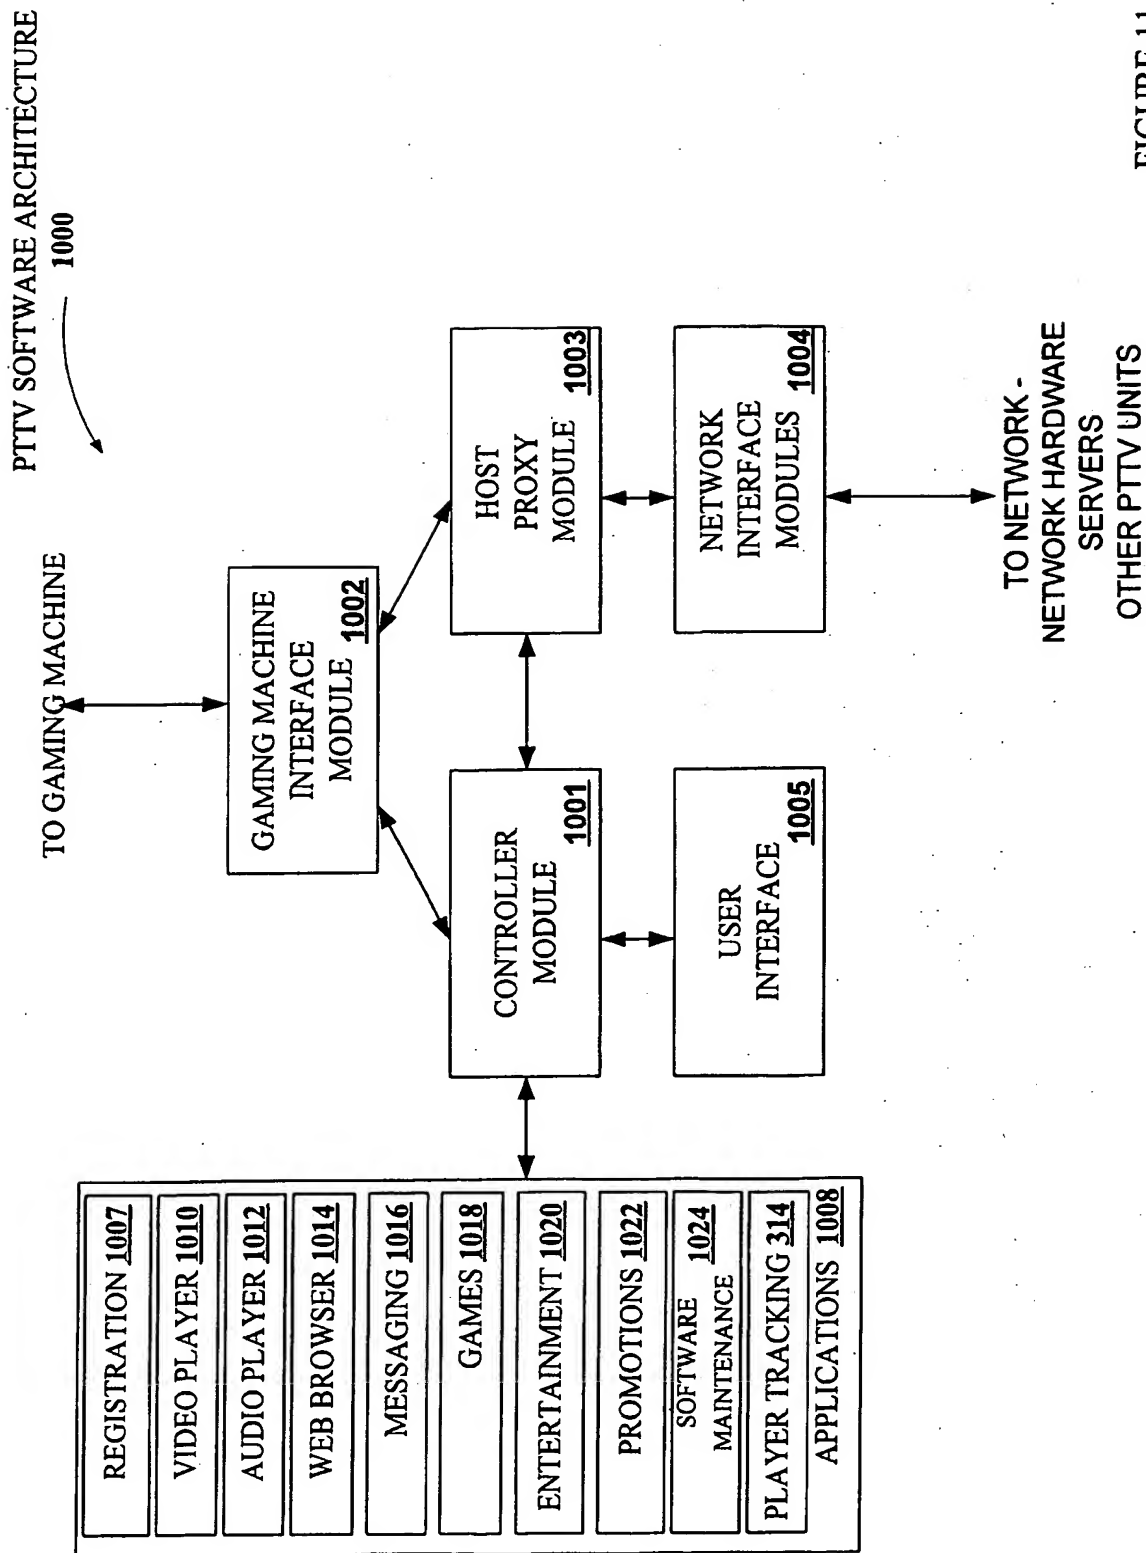 PTTV SOFTWARE ARCHITECTURE
1000
TO GAMING MACHINE
GAMING MACHINE
INTERFACE
MODULE 1002
CONTROLLER
MODULE
1001
HOST
PROXY
MODULE
1003
USER
INTERFACE
1005
NETWORK
INTERFACE
MODULES
1004
TO NETWORK -
NETWORK HARDWARE
SERVERS
OTHER PTTV UNITS
REGISTRATION 1007
VIDEO PLAYER 1010
AUDIO PLAYER 1012
WEB BROWSER 1014
MESSAGING 1016
GAMES 1018
ENTERTAINMENT 1020
PROMOTIONS 1022
SOFTWARE 1024
MAINTENANCE
PLAYER TRACKING 314
APPLICATIONS 1008
FIGURE 11